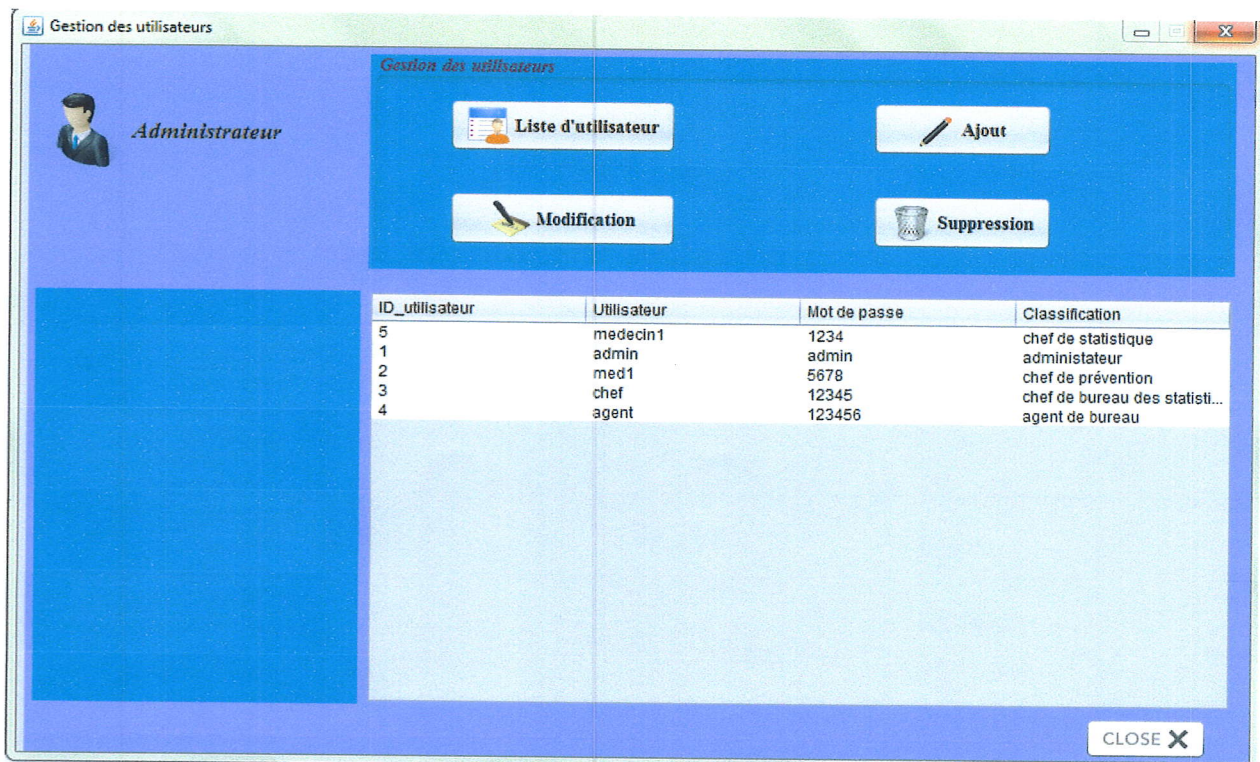 Gestion des utilisateurs
Gestion des utilisateurs
Administrateur
Liste d'utilisateur
Ajout
Modification
Suppression
ID_utilisateur Utilisateur Mot de passe Classification
5 medecin1 1234 chef de statistique
1 admin admin administateur
2 med1 5678 chef de prévention
3 chef 12345 chef de bureau des statisti...
4 agent 123456 agent de bureau
CLOSE